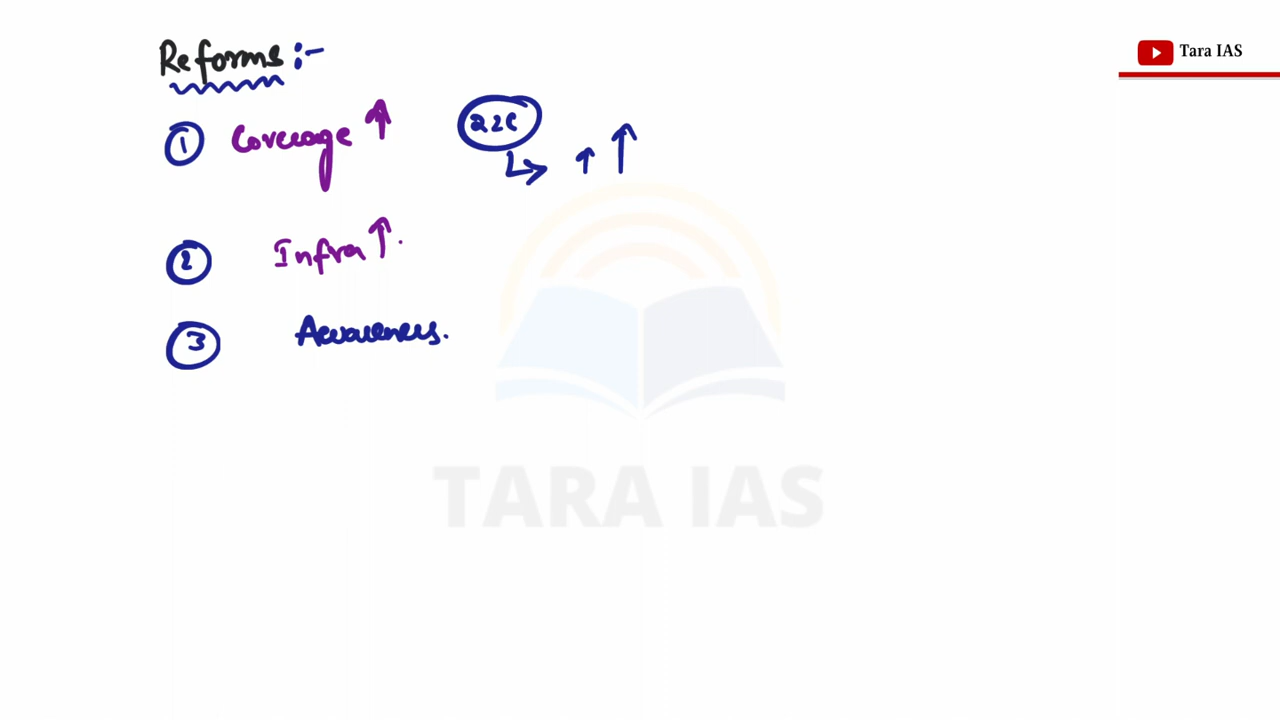 Reforms :-
Tara IAS
① Coverage ↑ 22C
↳ ↑ ↑
② Infra ↑.
③ Awareness.
TARA IAS